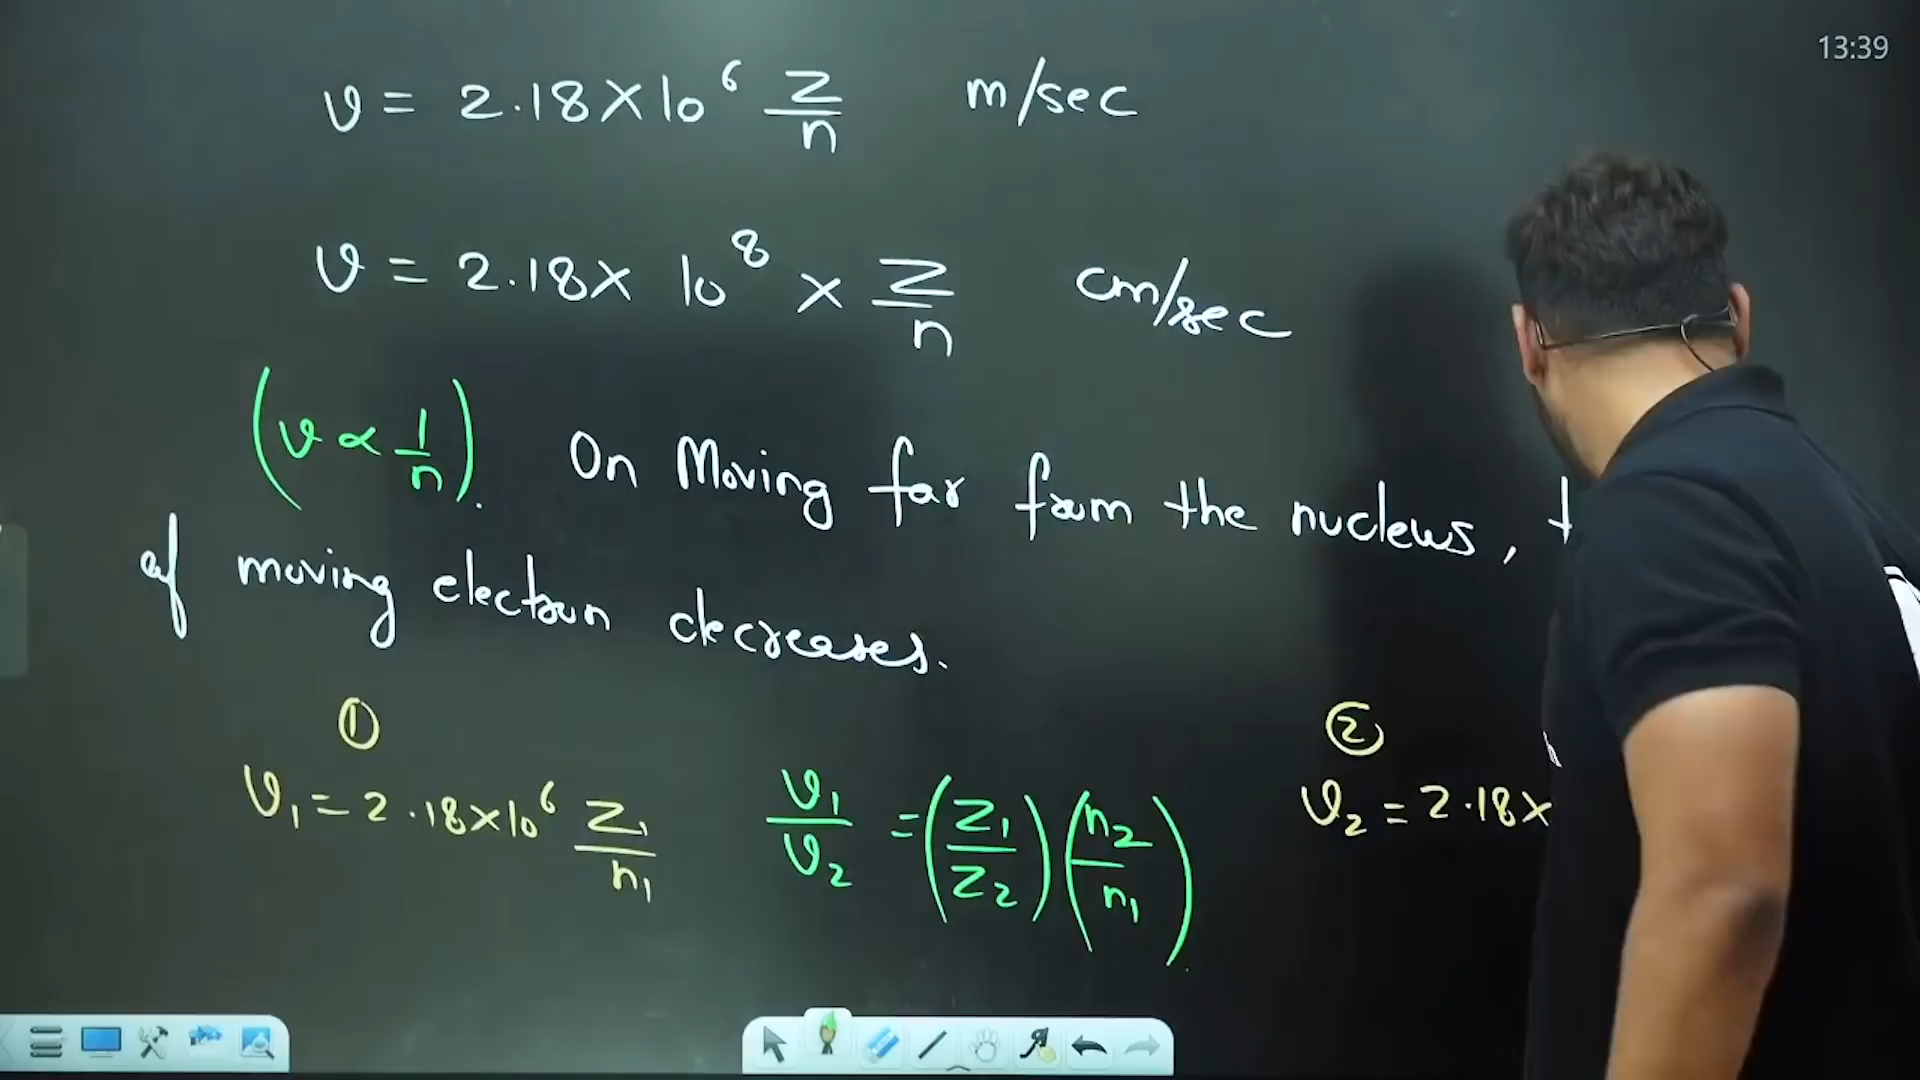 13:39
v = 2.18 × 10⁶ Z/n m/sec
v = 2.18 × 10⁸ × Z/n cm/sec
(v ∝ 1/n). On Moving far from the nucleus,
of moving electron decreases.
① ②
v₁ = 2.18 × 10⁶ Z₁/n₁ v₁/v₂ = (Z₁/Z₂) (n₂/n₁) v₂ = 2.18 ×